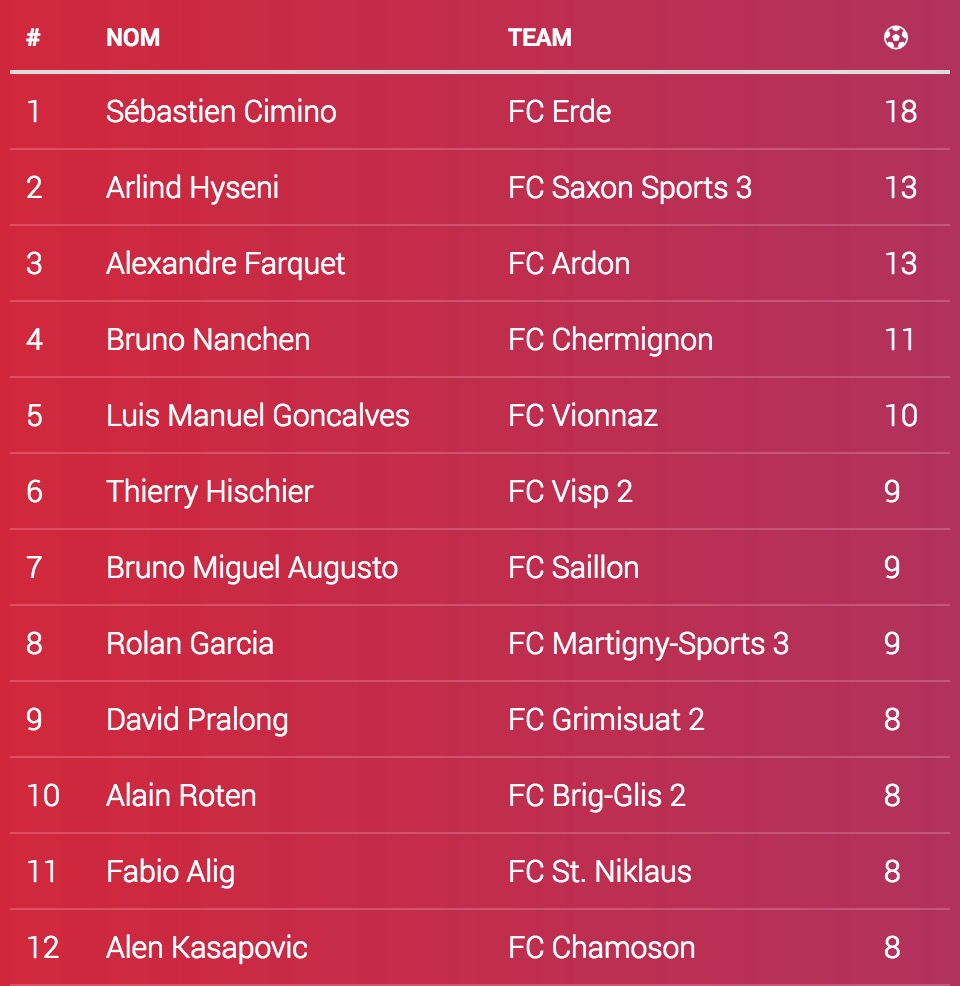 # NOM TEAM
1 Sébastien Cimino FC Erde 18
2 Arlind Hyseni FC Saxon Sports 3 13
3 Alexandre Farquet FC Ardon 13
4 Bruno Nanchen FC Chermignon 11
5 Luis Manuel Goncalves FC Vionnaz 10
6 Thierry Hischier FC Visp 2 9
7 Bruno Miguel Augusto FC Saillon 9
8 Rolan Garcia FC Martigny-Sports 3 9
9 David Pralong FC Grimisuat 2 8
10 Alain Roten FC Brig-Glis 2 8
11 Fabio Alig FC St. Niklaus 8
12 Alen Kasapovic FC Chamoson 8